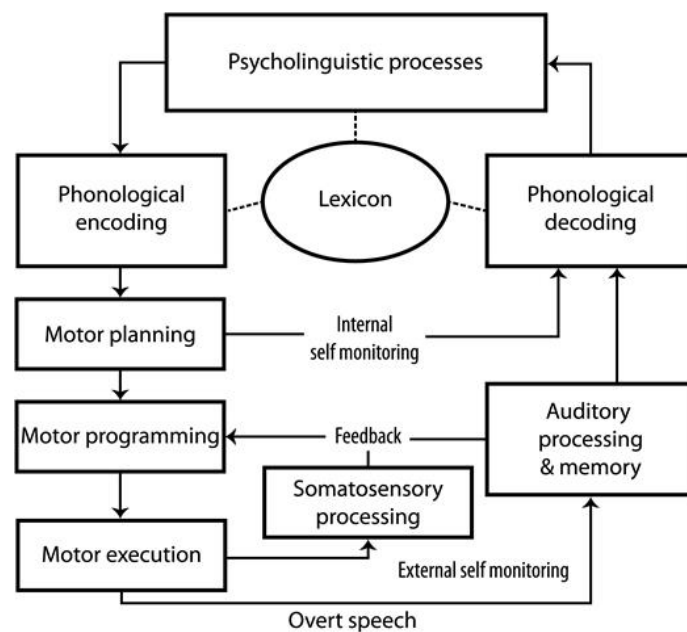 Psycholinguistic processes
Phonological
encoding
Lexicon
Phonological
decoding
Motor planning
Internal
self monitoring
Motor programming
Feedback
Auditory
processing
& memory
Somatosensory
processing
Motor execution
External self monitoring
Overt speech